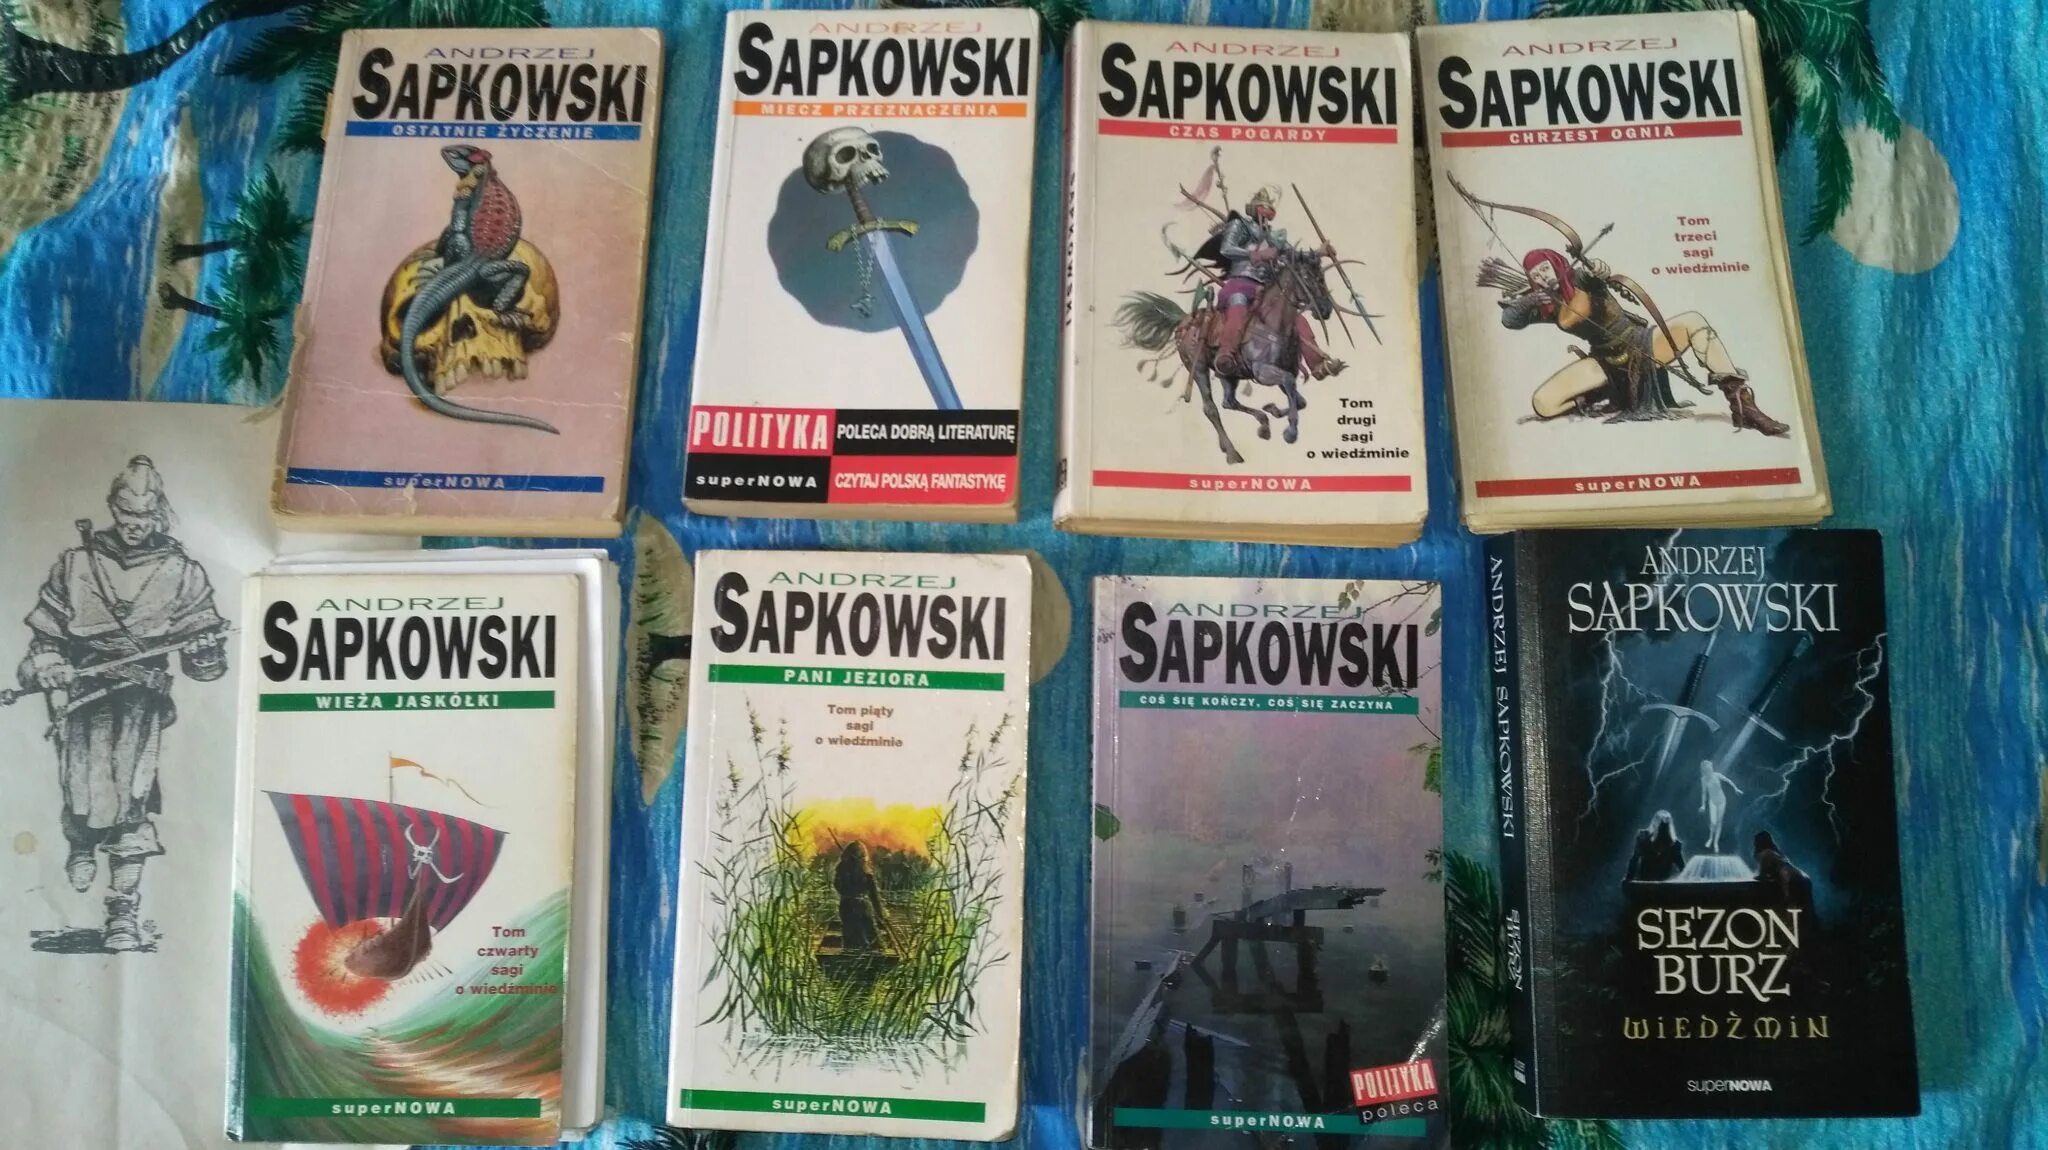 ANDRZEJ
SAPKOWSKI
OSTATNIE ŻYCZENIE
superNOWA
ANDRZEJ
SAPKOWSKI
MIECZ PRZEZNACZENIA
POLITYKA
POLECA DOBRĄ LITERATURĘ
superNOWA
CZYTAJ POLSKĄ FANTASTYKĘ
SAPKOWSKI
ANDRZEJ
SAPKOWSKI
CZAS POGARDY
Tom
drugi
sagi
o wiedźminie
superNOWA
ANDRZEJ
SAPKOWSKI
CHRZEST OGNIA
Tom
trzeci
sagi
o wiedźminie
superNOWA
ANDRZEJ
SAPKOWSKI
WIEŻA JASKÓŁKI
Tom
czwarty
sagi
o wiedźminie
superNOWA
ANDRZEJ
SAPKOWSKI
PANI JEZIORA
Tom piąty
sagi
o wiedźminie
superNOWA
ANDRZEJ
SAPKOWSKI
COŚ SIĘ KOŃCZY, COŚ SIĘ ZACZYNA
POLITYKA
poleca
superNOWA
ANDRZEJ SAPKOWSKI
SEZON BURZ
ANDRZEJ
SAPKOWSKI
SEZON
BURZ
WIEDŹMIN
superNOWA